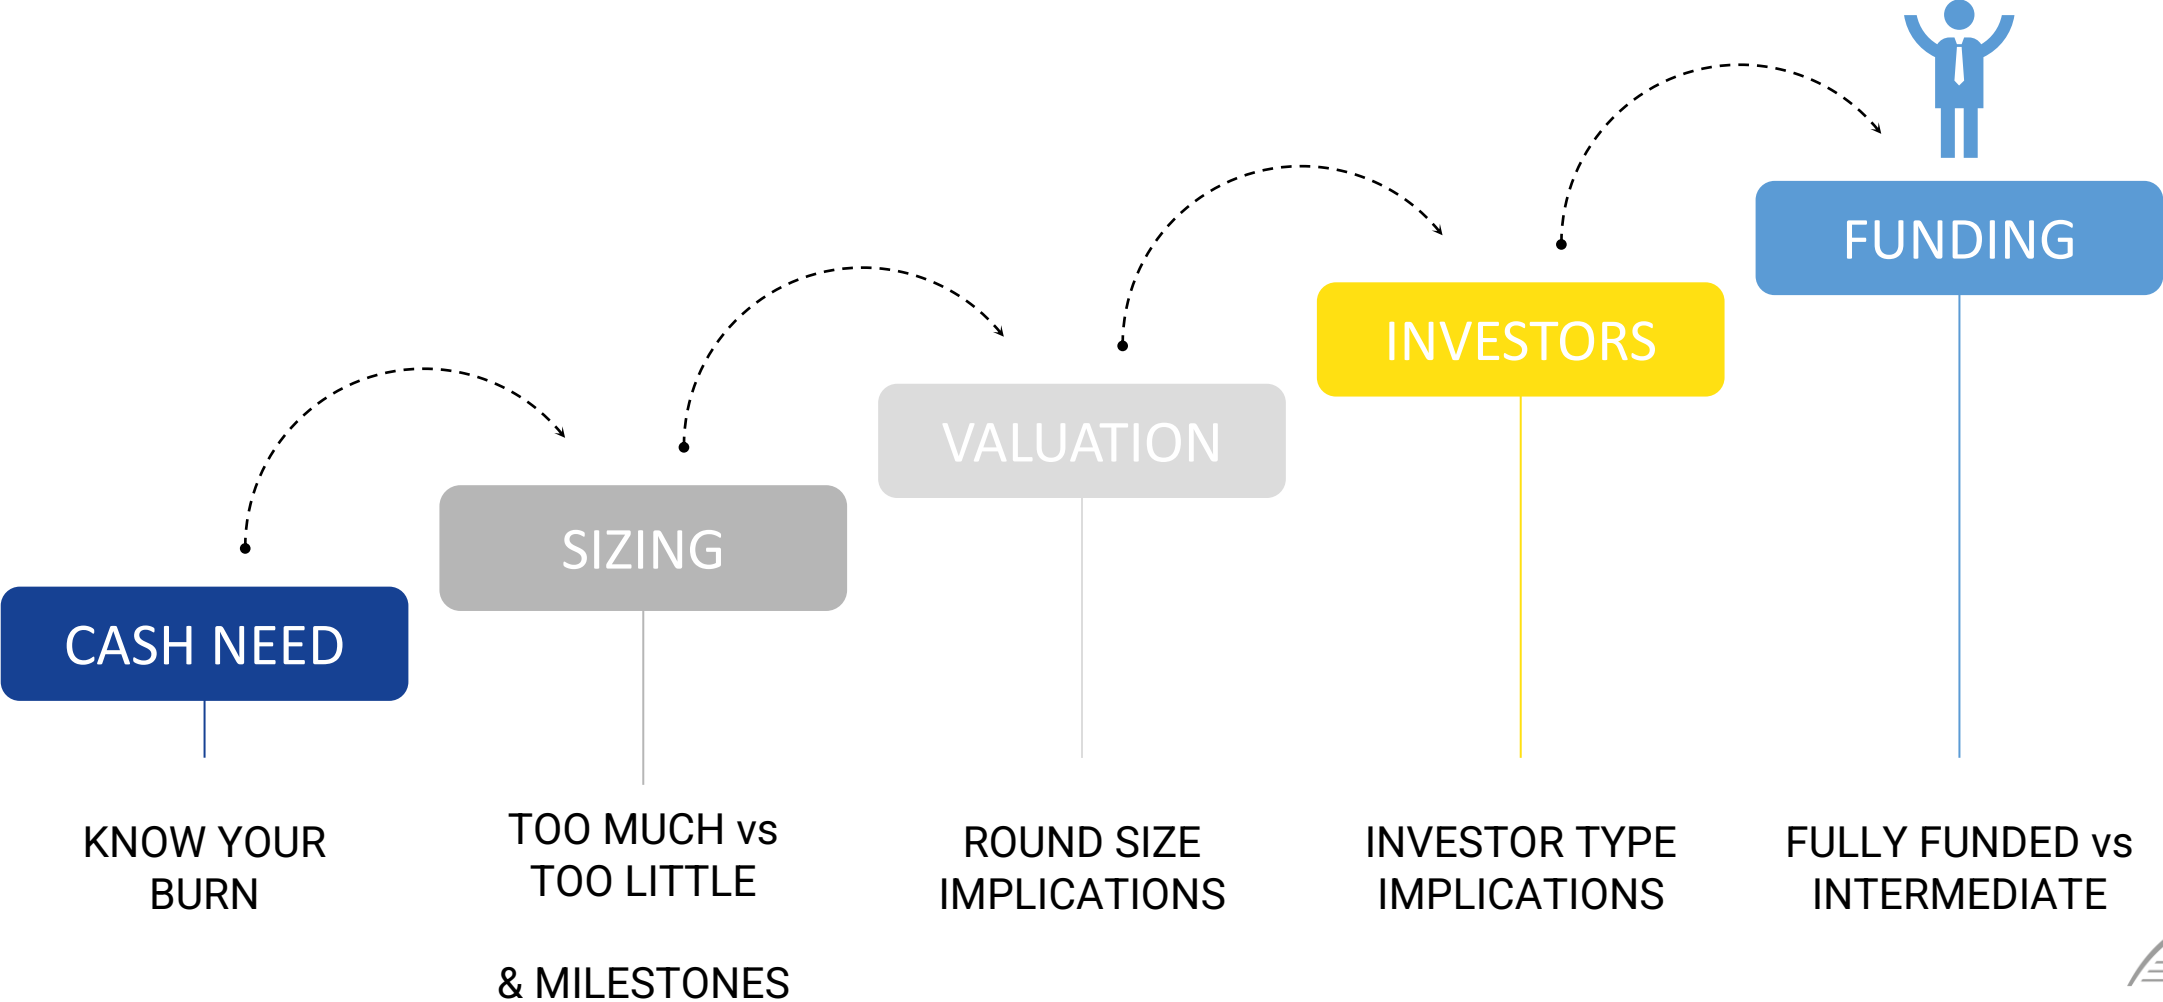 FUNDING
INVESTORS
VALUATION
SIZING
CASH NEED
KNOW YOUR
BURN
TOO MUCH vs
TOO LITTLE
& MILESTONES
ROUND SIZE
IMPLICATIONS
INVESTOR TYPE
IMPLICATIONS
FULLY FUNDED vs
INTERMEDIATE